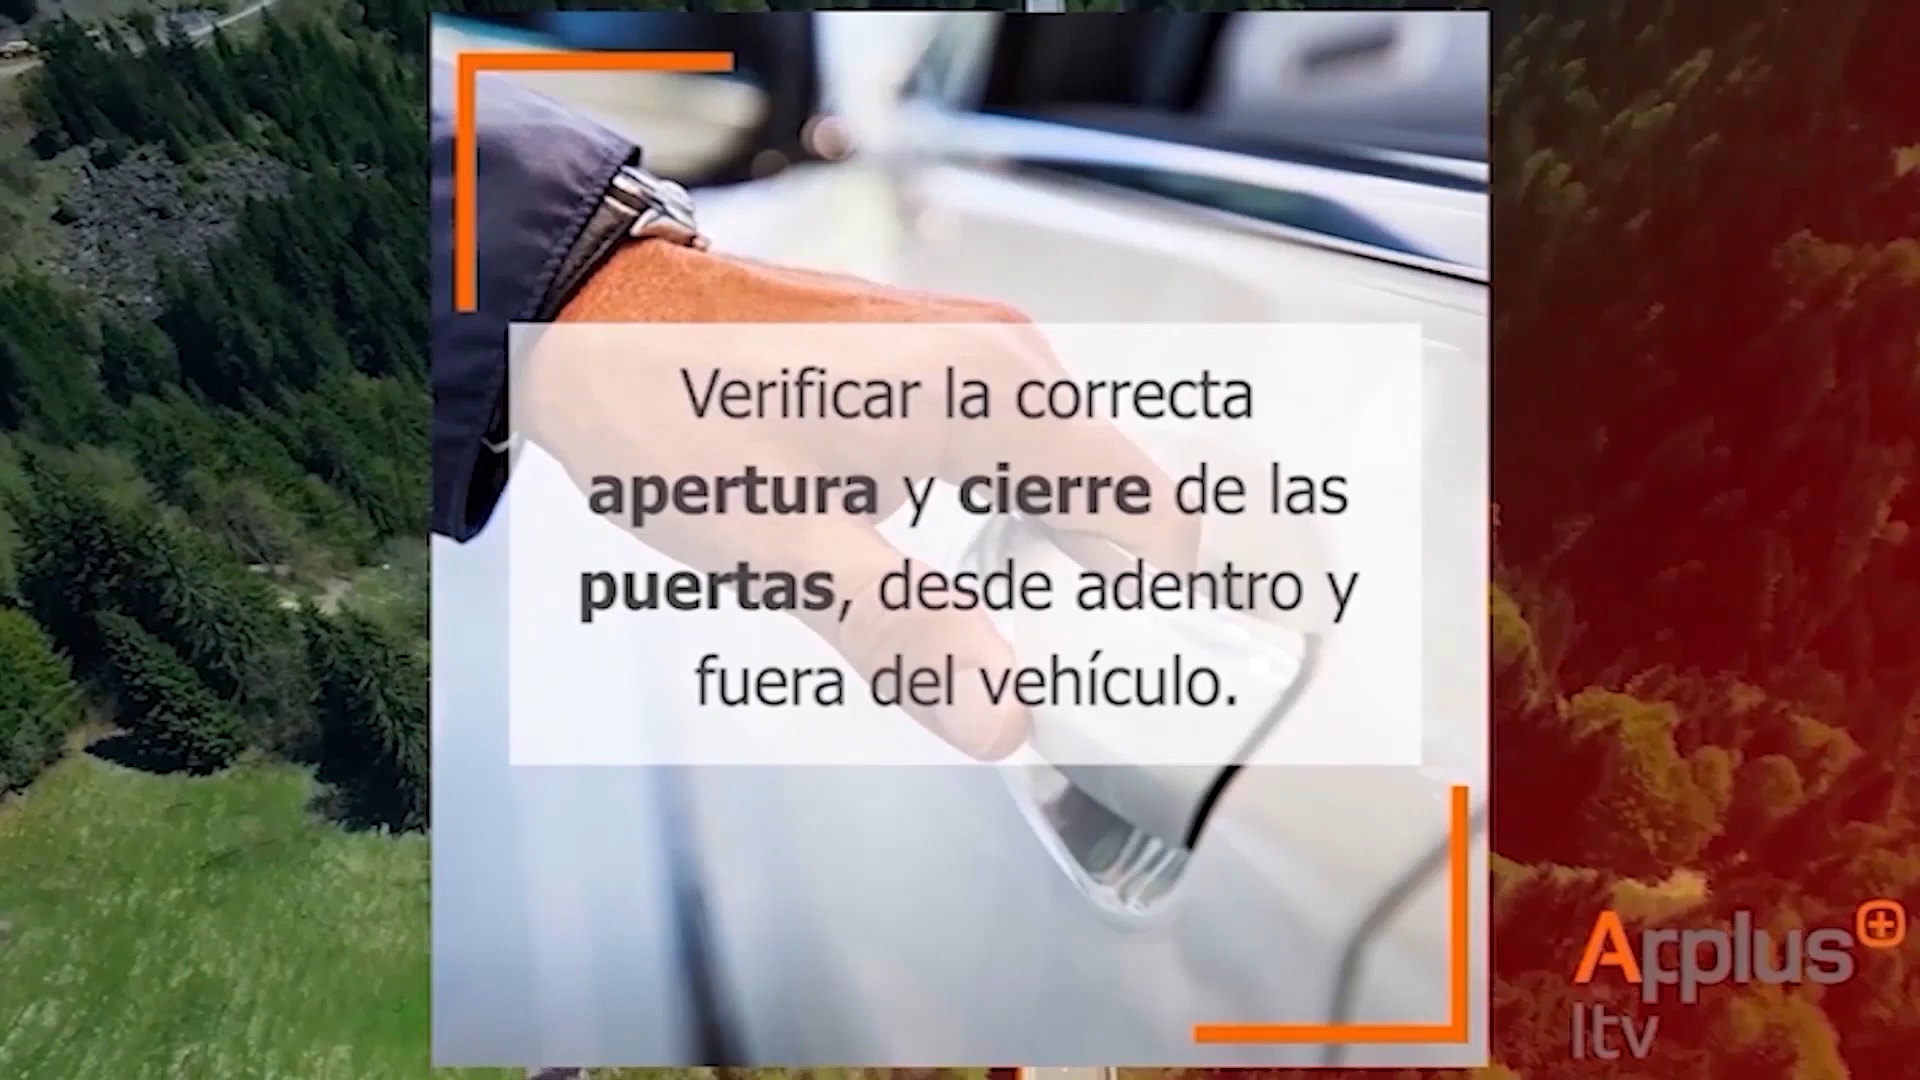 Verificar la correcta
apertura y cierre de las
puertas, desde adentro y
fuera del vehículo.
Applus+
Itv